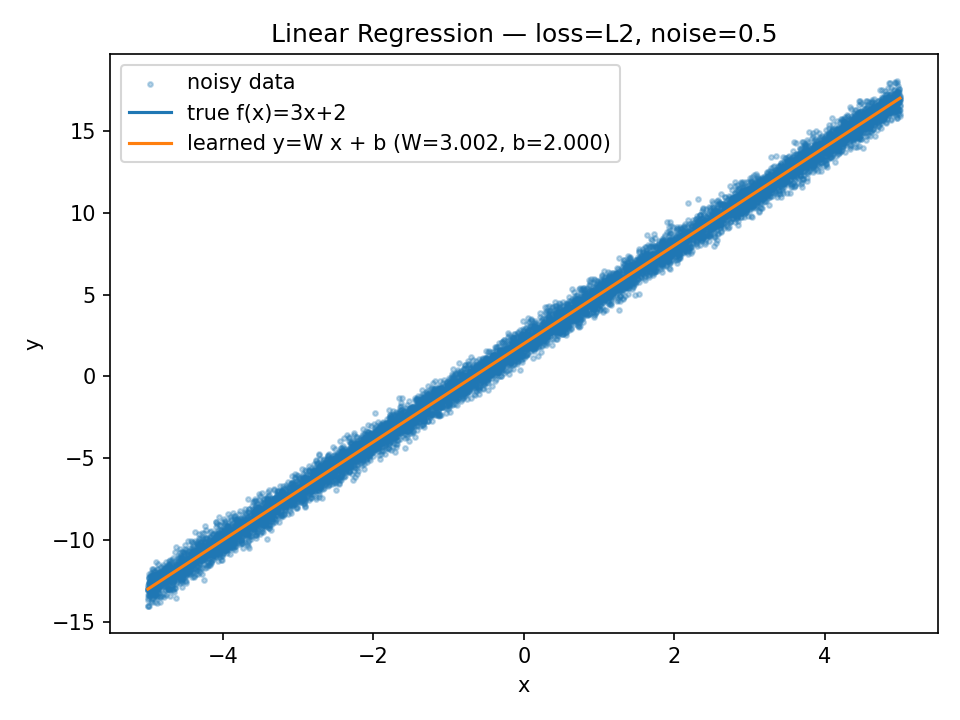 Linear Regression — loss=L2, noise=0.5
noisy data
true f(x)=3x+2
learned y=W x + b (W=3.002, b=2.000)
15
10
5
0
−5
−10
−15
y
−4
−2
0
2
4
x